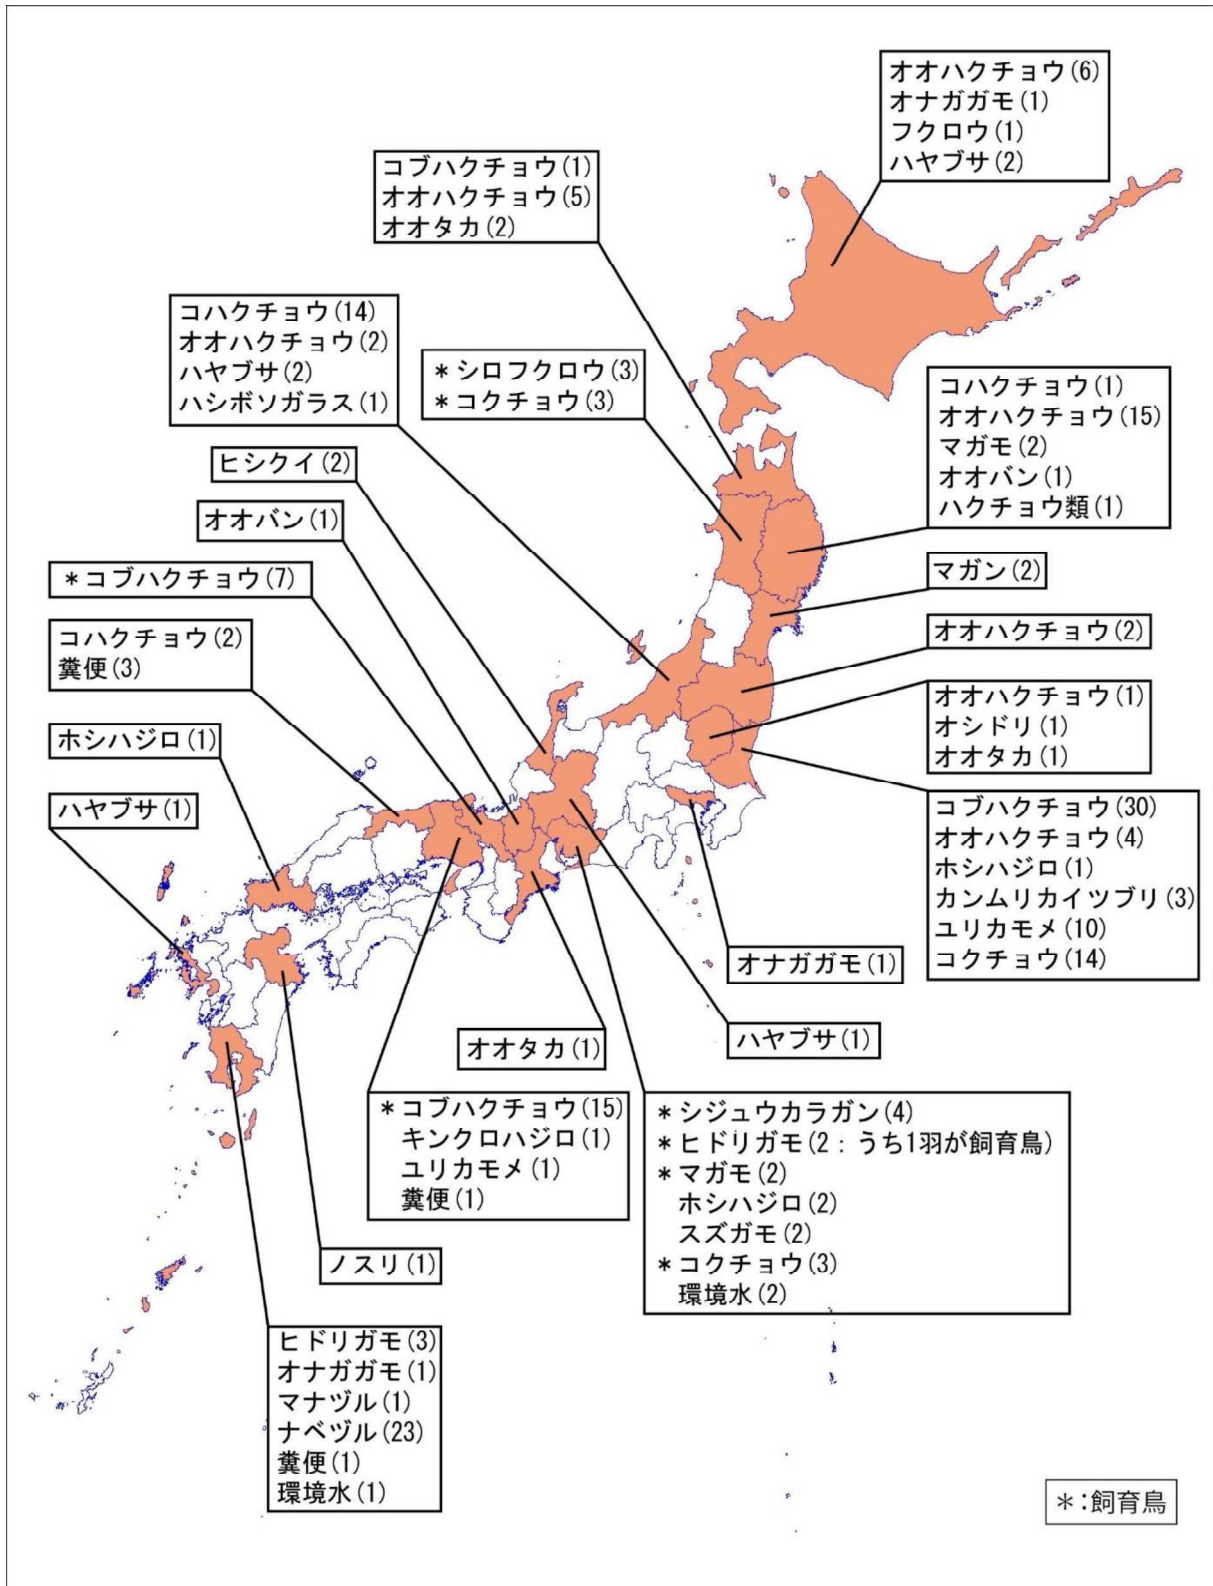 オオハクチョウ(6)
オナガガモ(1)
フクロウ(1)
ハヤブサ(2)
コブハクチョウ(1)
オオハクチョウ(5)
オオタカ(2)
コハクチョウ(14)
オオハクチョウ(2)
ハヤブサ(2)
ハシボソガラス(1)
＊シロフクロウ(3)
＊コクチョウ(3)
コハクチョウ(1)
オオハクチョウ(15)
マガモ(2)
オオバン(1)
ハクチョウ類(1)
ヒシクイ(2)
オオバン(1)
＊コブハクチョウ(7)
マガン(2)
オオハクチョウ(2)
コハクチョウ(2)
糞便(3)
オオハクチョウ(1)
オシドリ(1)
オオタカ(1)
ホシハジロ(1)
ハヤブサ(1)
コブハクチョウ(30)
オオハクチョウ(4)
ホシハジロ(1)
カンムリカイツブリ(3)
ユリカモメ(10)
コクチョウ(14)
オナガガモ(1)
ハヤブサ(1)
オオタカ(1)
＊コブハクチョウ(15)
キンクロハジロ(1)
ユリカモメ(1)
糞便(1)
＊シジュウカラガン(4)
＊ヒドリガモ(2：うち1羽が飼育鳥)
＊マガモ(2)
ホシハジロ(2)
スズガモ(2)
＊コクチョウ(3)
環境水(2)
ノスリ(1)
ヒドリガモ(3)
オナガガモ(1)
マナヅル(1)
ナベヅル(23)
糞便(1)
環境水(1)
＊:飼育鳥